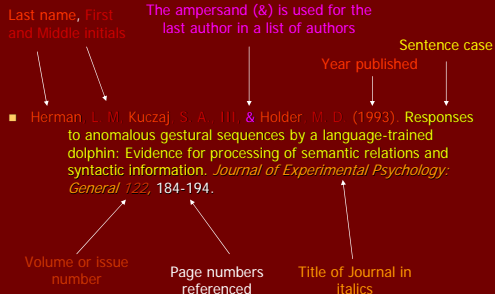 Last name, First
and Middle initials
The ampersand (&) is used for the
last author in a list of authors
Sentence case
Year published
Herman, L. M, Kuczaj, S. A., III, & Holder, M. D. (1993). Responses
to anomalous gestural sequences by a language-trained
dolphin: Evidence for processing of semantic relations and
syntactic information. Journal of Experimental Psychology:
General 122, 184-194.
Volume or issue
number
Page numbers
referenced
Title of Journal in
italics